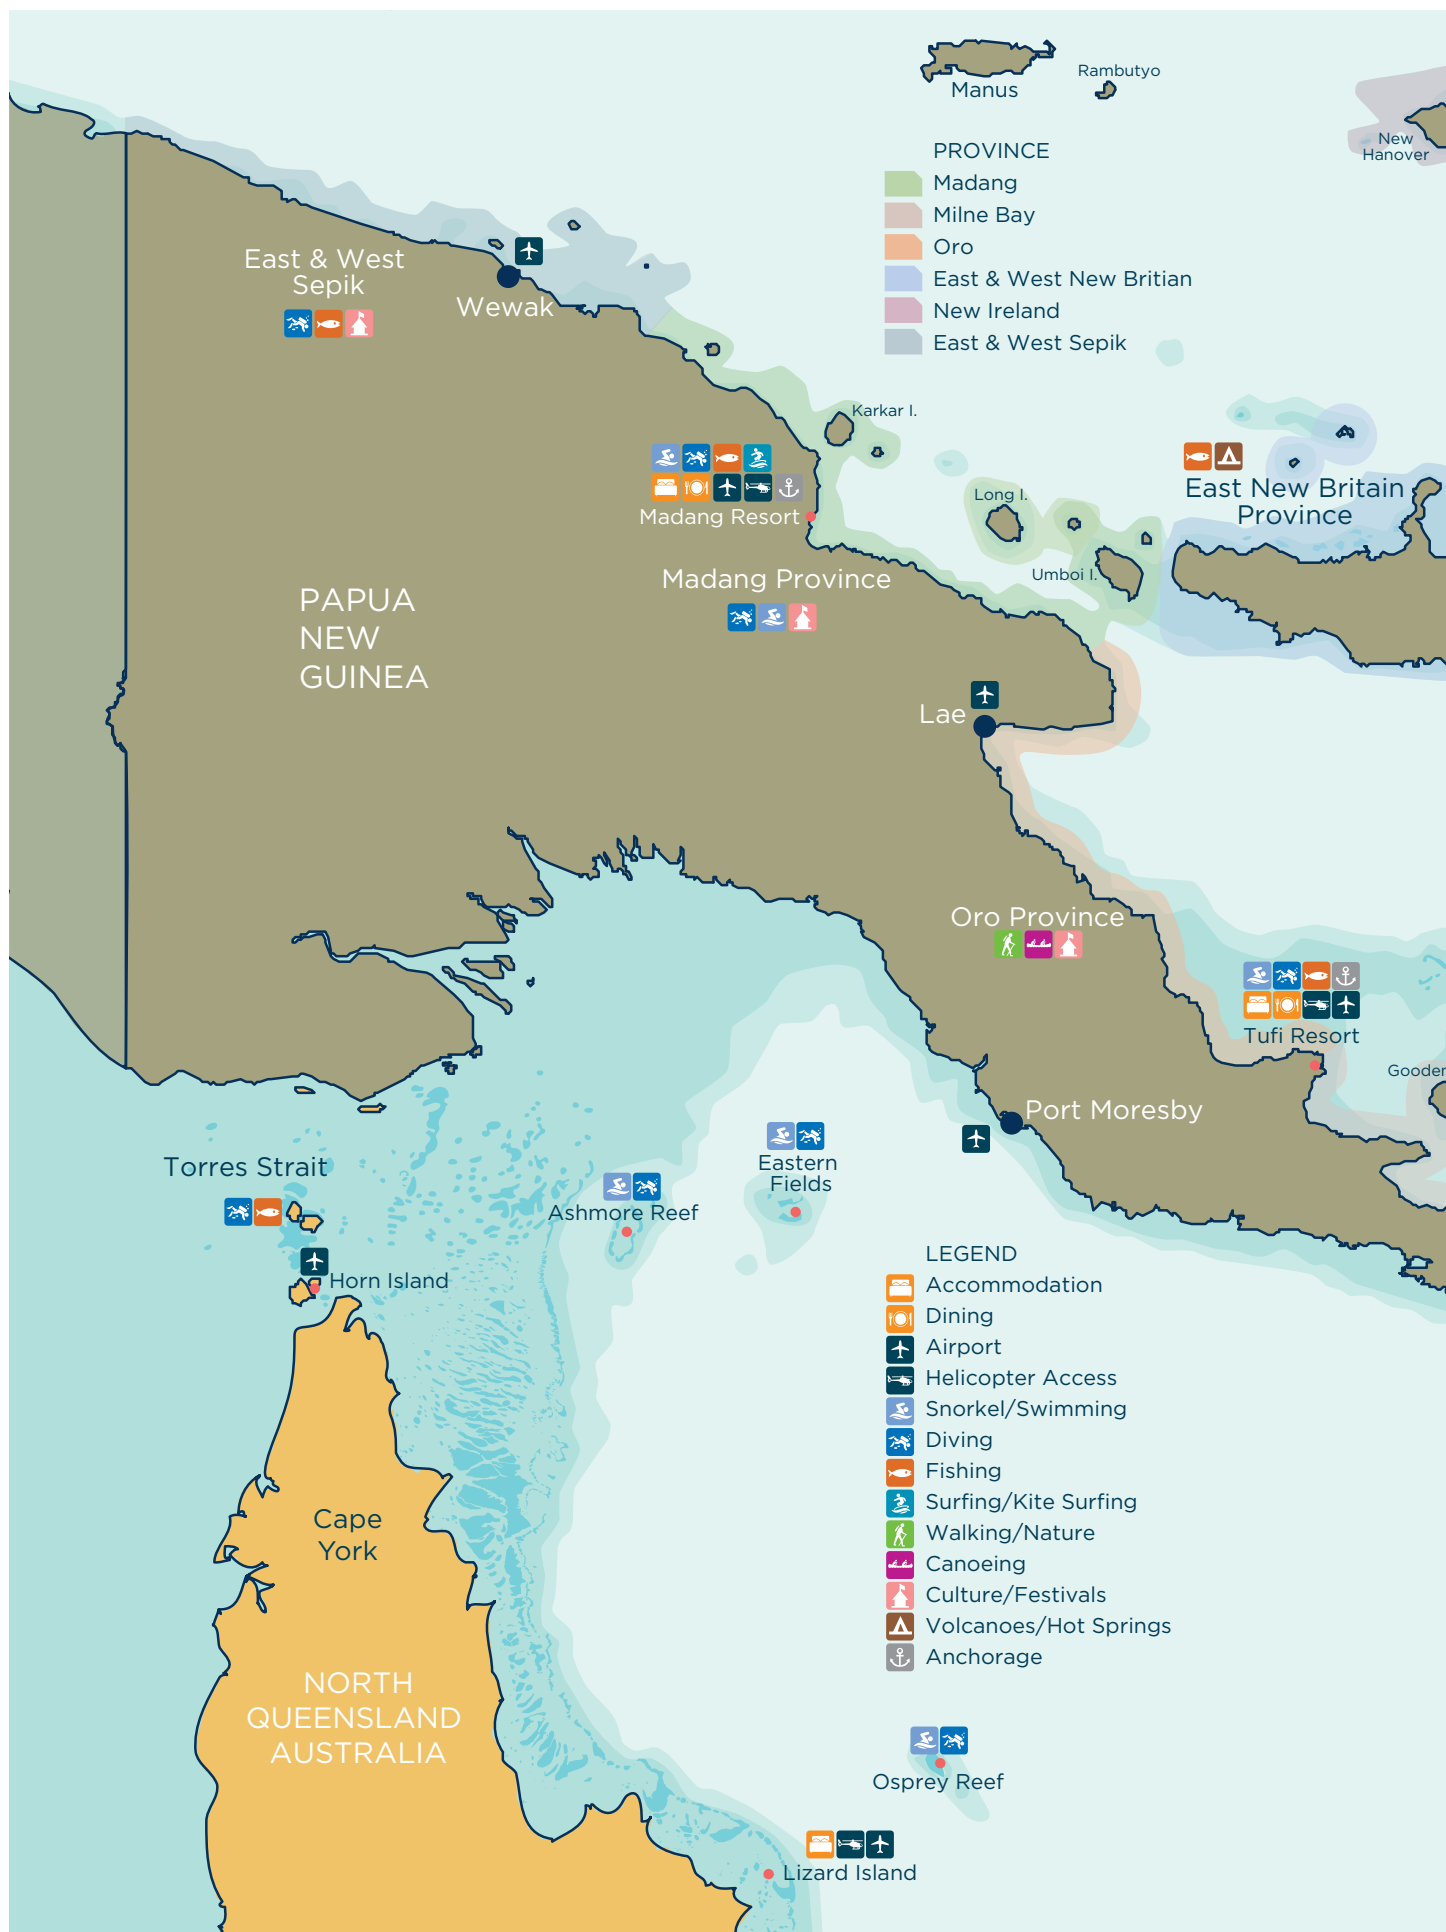 Manus
Rambutyo
New
Hanover
PROVINCE
Madang
Milne Bay
Oro
East & West New Britian
New Ireland
East & West Sepik
East & West
Sepik
Wewak
Karkar I.
Madang Resort
Long I.
Umboi I.
East New Britain
Province
Madang Province
PAPUA
NEW
GUINEA
Lae
Oro Province
Tufi Resort
Gooden
Port Moresby
Torres Strait
Eastern
Fields
Ashmore Reef
Horn Island
LEGEND
Accommodation
Dining
Airport
Helicopter Access
Snorkel/Swimming
Diving
Fishing
Surfing/Kite Surfing
Walking/Nature
Canoeing
Culture/Festivals
Volcanoes/Hot Springs
Anchorage
Cape
York
NORTH
QUEENSLAND
AUSTRALIA
Osprey Reef
Lizard Island